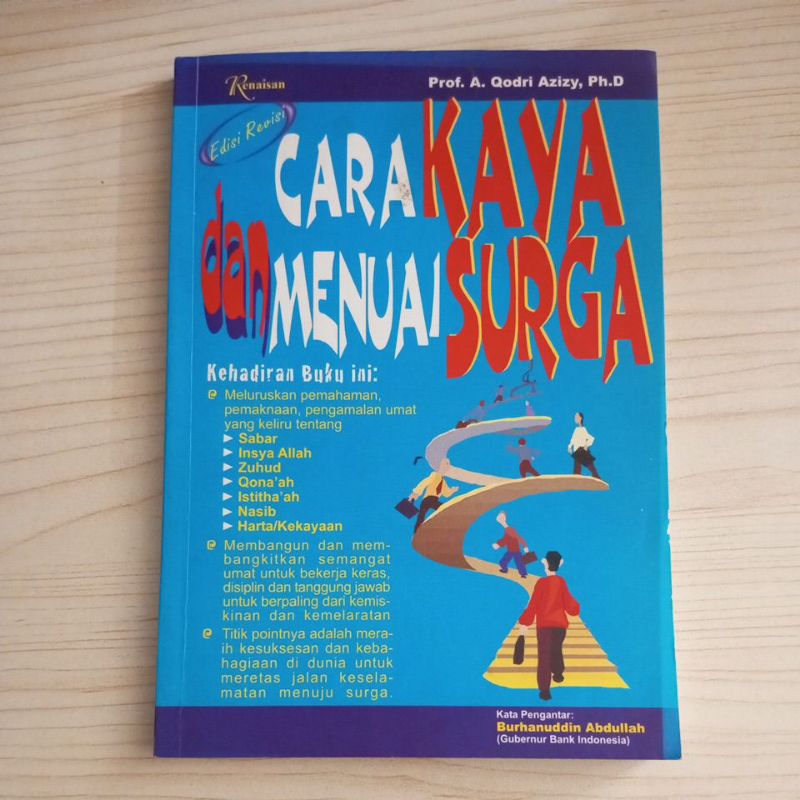 Renaisan
Prof. A. Qodri Azizy, Ph.D
Edisi Revisi
CARA KAYA
dan MENUAI SURGA
Kehadiran Buku ini:
Meluruskan pemahaman,
pemaknaan, pengamalan umat
yang keliru tentang
Sabar
Insya Allah
Zuhud
Qona'ah
Istitha'ah
Nasib
Harta/Kekayaan
Membangun dan mem-
bangkitkan semangat
umat untuk bekerja keras,
disiplin dan tanggung jawab
untuk berpaling dari kemis-
kinan dan kemelaratan
Titik pointnya adalah mera-
ih kesuksesan dan keba-
hagiaan di dunia untuk
meretas jalan kesela-
matan menuju surga.
Kata Pengantar:
Burhanuddin Abdullah
(Gubernur Bank Indonesia)